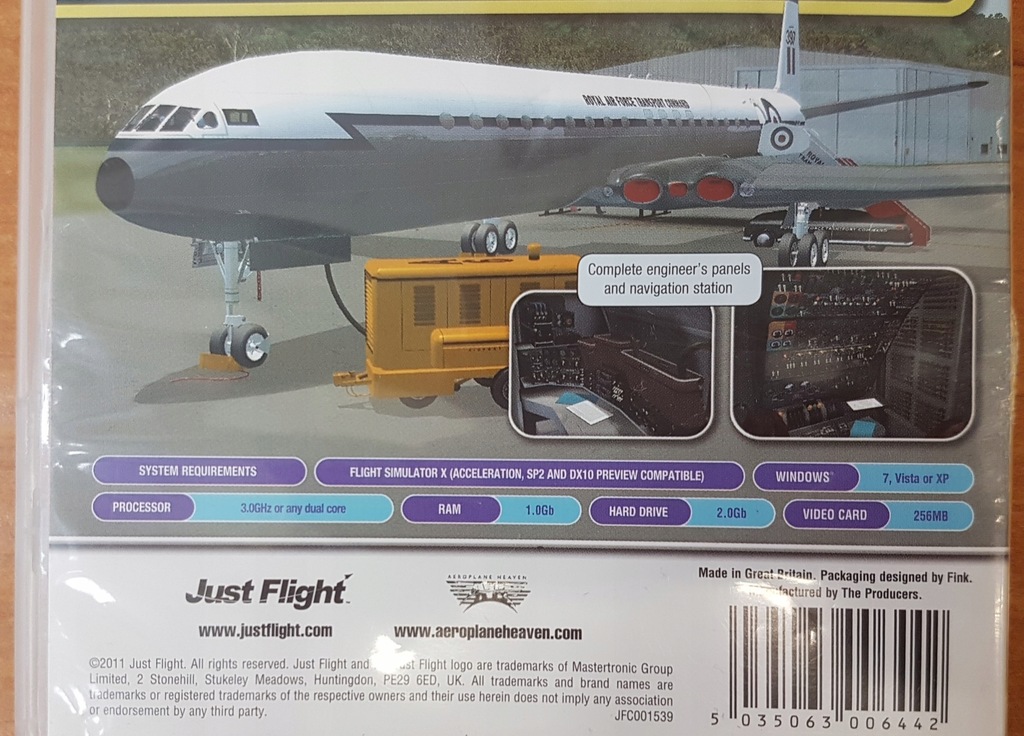 393
ROYAL AIR FORCE TRANSPORT COMMAND
ROYAL
Complete engineer's panels
and navigation station
SYSTEM REQUIREMENTS
FLIGHT SIMULATOR X (ACCELERATION, SP2 AND DX10 PREVIEW COMPATIBLE)
WINDOWS® 7, Vista or XP
PROCESSOR 3.0GHz or any dual core
RAM 1.0Gb
HARD DRIVE 2.0Gb
VIDEO CARD 256MB
Just Flight
AEROPLANE HEAVEN
www.justflight.com
www.aeroplaneheaven.com
Made in Great Britain. Packaging designed by Fink.
by The Producers.
©2011 Just Flight. All rights reserved. Just Flight and Flight logo are trademarks of Mastertronic Group
Limited, 2 Stonehill, Stukeley Meadows, Huntingdon, PE29 6ED, UK. All trademarks and brand names are
trademarks or registered trademarks of the respective owners and their use herein does not imply any association
or endorsement by any third party.
JFC001539
5 035063 006442